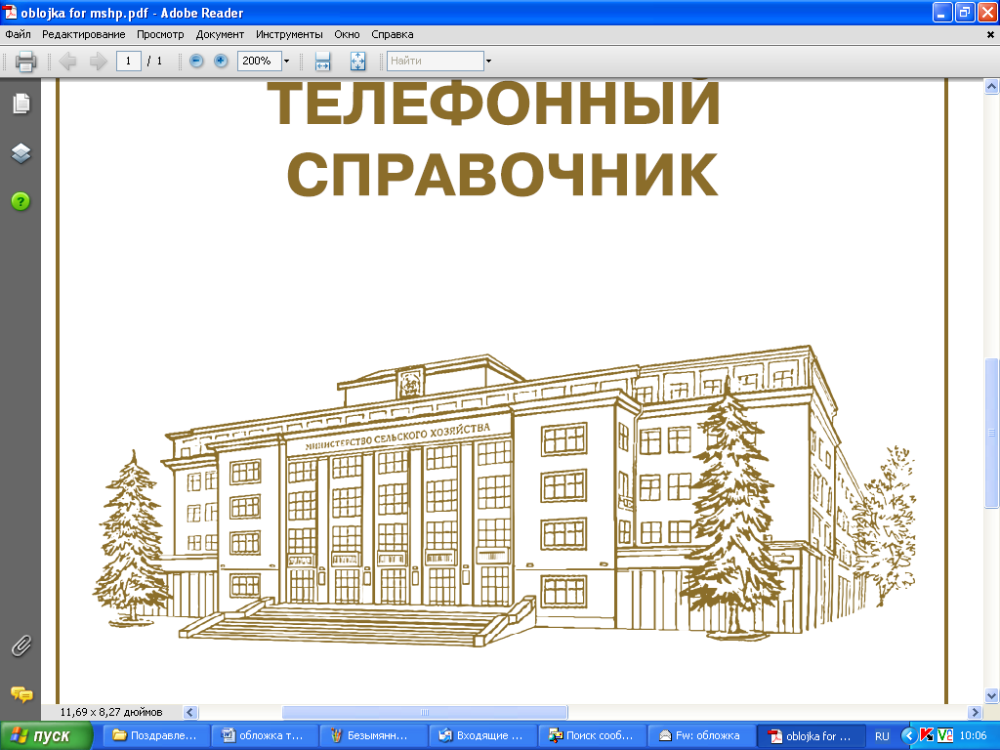 oblojka for mshp.pdf - Adobe Reader
Файл Редактирование Просмотр Документ Инструменты Окно Справка
1 / 1 200% Найти
ТЕЛЕФОННЫЙ
СПРАВОЧНИК
МИНИСТЕРСТВО СЕЛЬСКОГО ХОЗЯЙСТВА
11,69 x 8,27 дюймов
пуск Поздравле... обложка т... Безымянн... Входящие ... Поиск сооб... Fw: обложка oblojka for ... RU 10:06